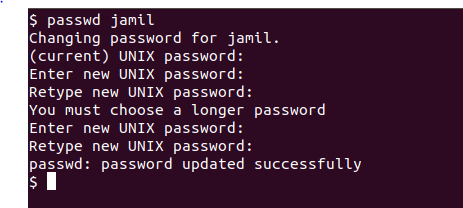 $ passwd jamil
Changing password for jamil.
(current) UNIX password:
Enter new UNIX password:
Retype new UNIX password:
You must choose a longer password
Enter new UNIX password:
Retype new UNIX password:
passwd: password updated successfully
$